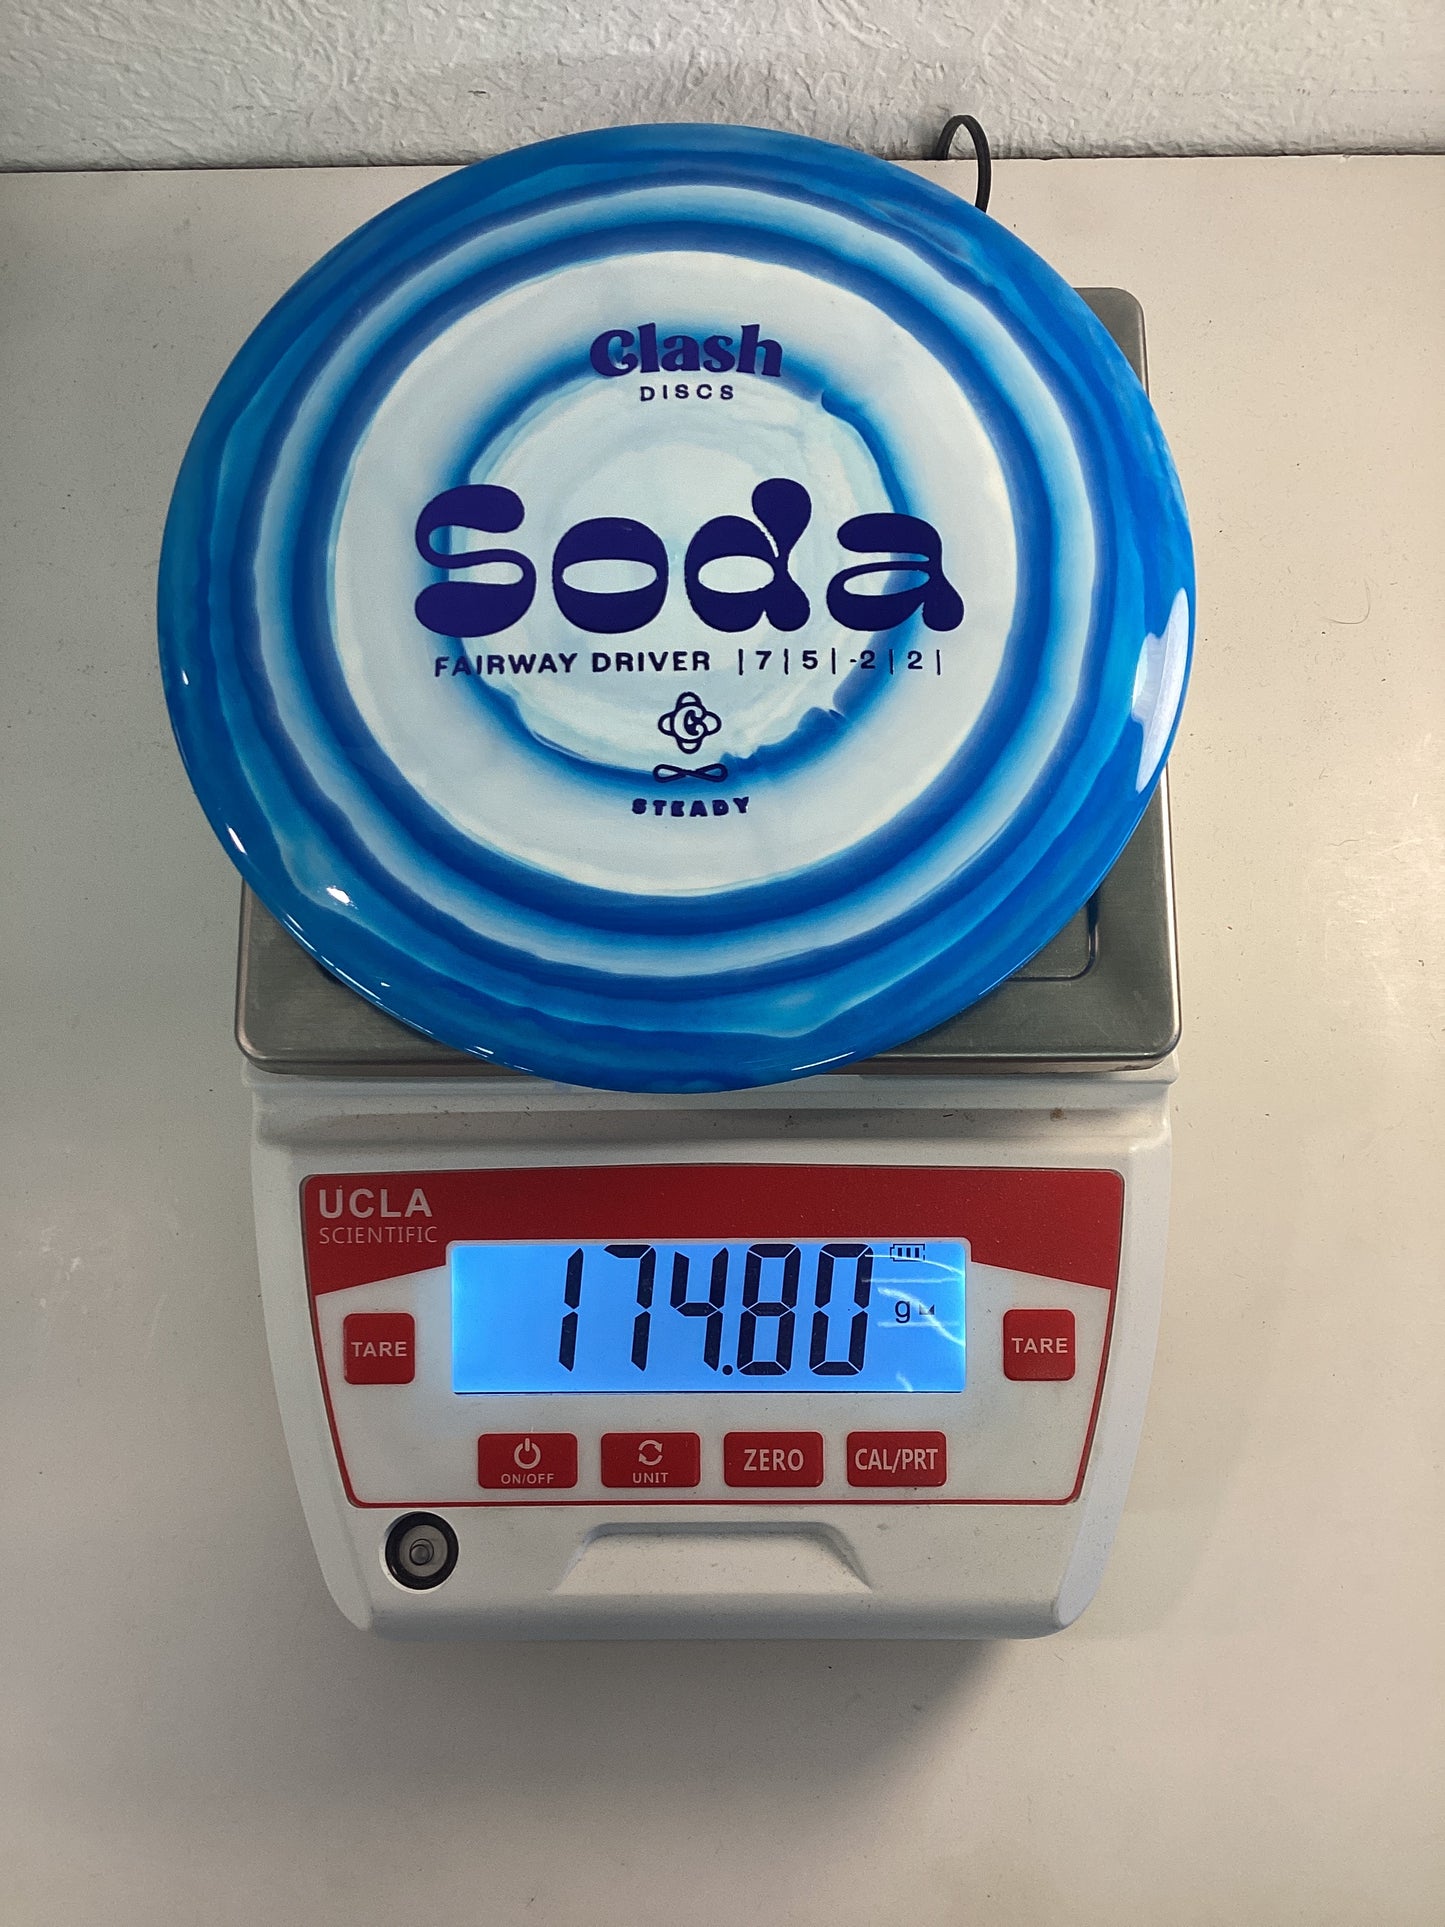 Clash
DISCS
Soda
FAIRWAY DRIVER | 7 | 5 | -2 | 2 |
C
STEADY
UCLA
SCIENTIFIC
174.80 g
TARE
TARE
ON/OFF
UNIT
ZERO
CAL/PRT